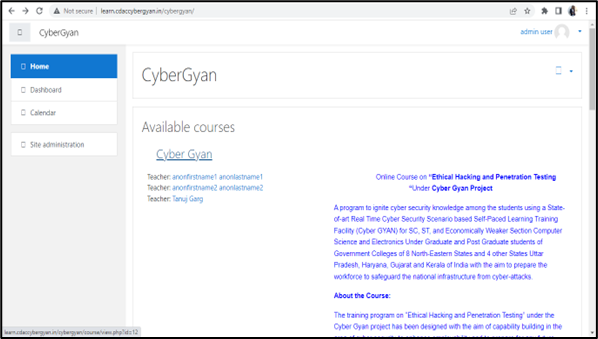 Not secure | learn.cdaccybergyan.in/cybergyan/
CyberGyan
admin user
Home
Dashboard
Calendar
Site administration
CyberGyan
Available courses
Cyber Gyan
Teacher: anonfirstname1 anonlastname1
Teacher: anonfirstname2 anonlastname2
Teacher: Tanuj Garg
Online Course on “Ethical Hacking and Penetration Testing
“Under Cyber Gyan Project
A program to ignite cyber security knowledge among the students using a State-
of-art Real Time Cyber Security Scenario based Self-Paced Learning Training
Facility (Cyber GYAN) for SC, ST, and Economically Weaker Section Computer
Science and Electronics Under Graduate and Post Graduate students of
Government Colleges of 8 North-Eastern States and 4 other States Uttar
Pradesh, Haryana, Gujarat and Kerala of India with the aim to prepare the
workforce to safeguard the national infrastructure from cyber-attacks.
About the Course:
The training program on “Ethical Hacking and Penetration Testing” under the
Cyber Gyan project has been designed with the aim of capability building in the
learn.cdaccybergyan.in/cybergyan/course/view.php?id=12